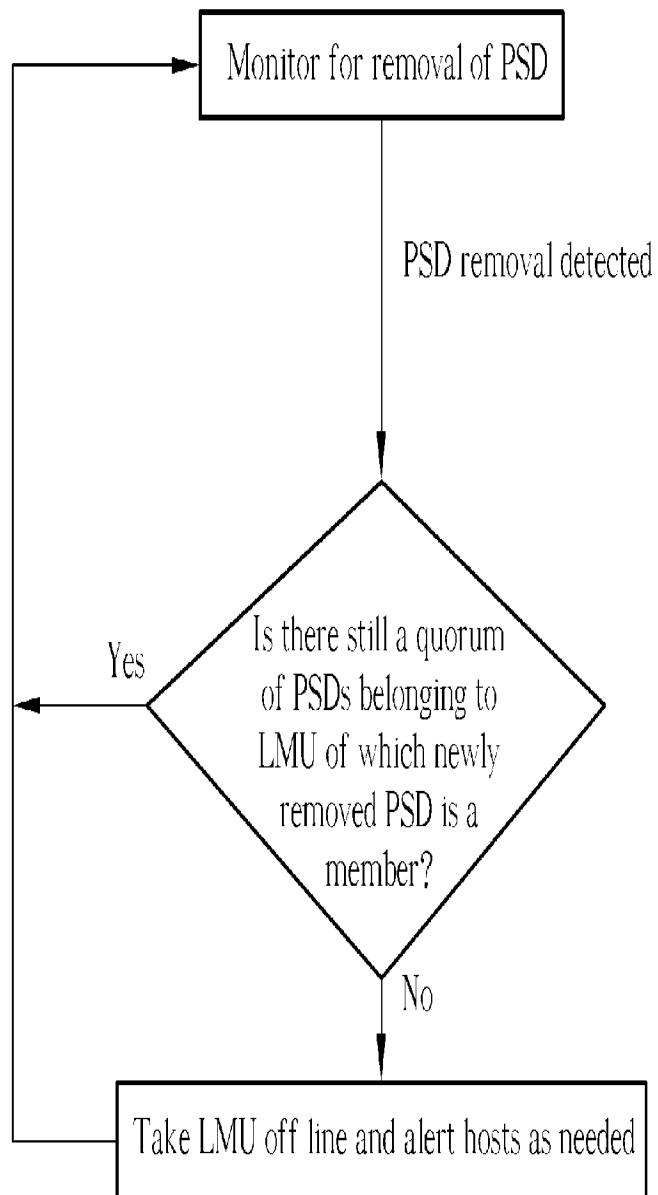 Monitor for removal of PSD
PSD removal detected
Is there still a quorum
of PSDs belonging to
LMU of which newly
removed PSD is a
member?
Yes
No
Take LMU off line and alert hosts as needed